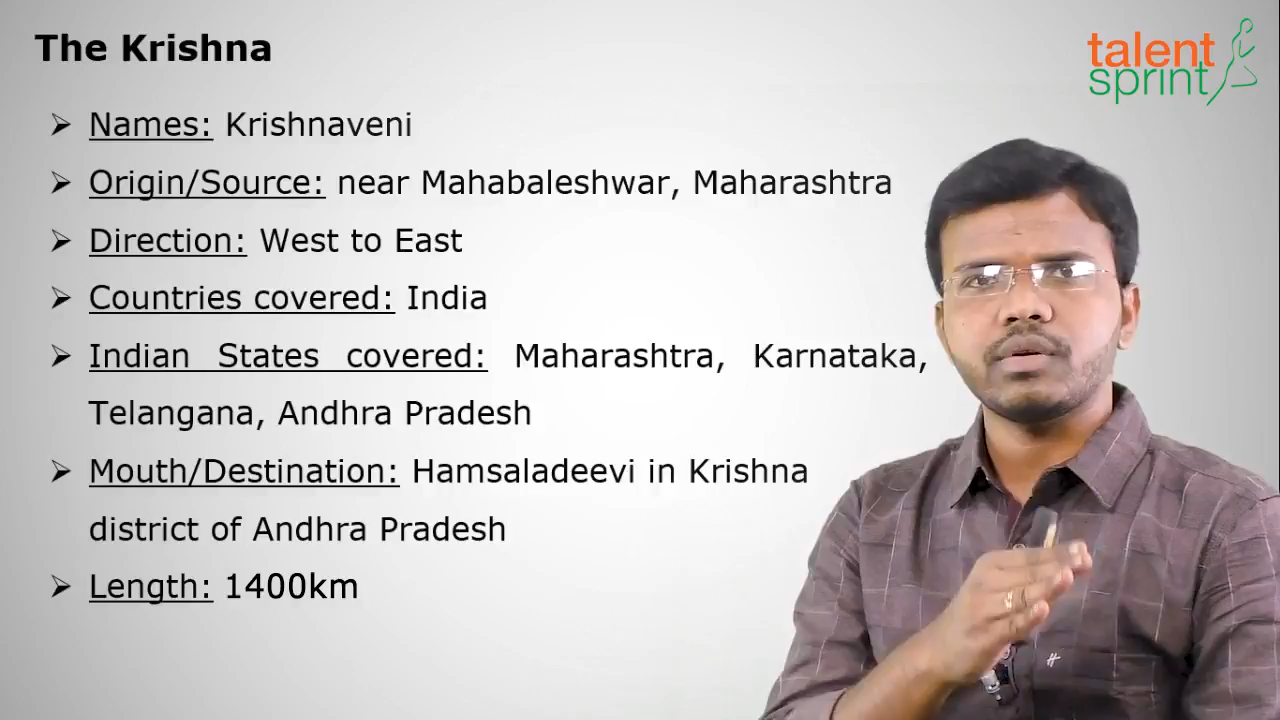 The Krishna
talent
sprint
➢ Names: Krishnaveni
➢ Origin/Source: near Mahabaleshwar, Maharashtra
➢ Direction: West to East
➢ Countries covered: India
➢ Indian States covered: Maharashtra, Karnataka,
Telangana, Andhra Pradesh
➢ Mouth/Destination: Hamsaladeevi in Krishna
district of Andhra Pradesh
➢ Length: 1400km